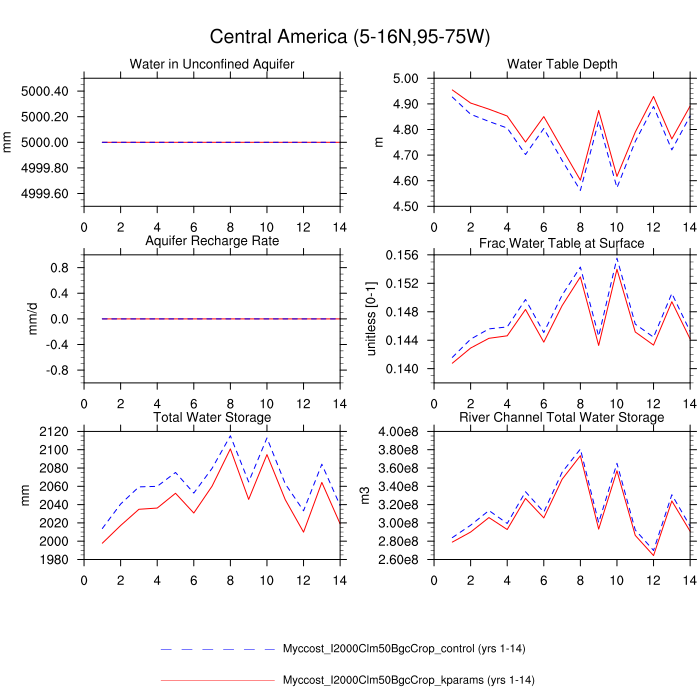 Central America (5-16N,95-75W)
Water in Unconfined Aquifer
mm
5000.40
5000.20
5000.00
4999.80
4999.60
0 2 4 6 8 10 12 14
Water Table Depth
m
5.00
4.90
4.80
4.70
4.60
4.50
0 2 4 6 8 10 12 14
Aquifer Recharge Rate
mm/d
0.8
0.4
0.0
-0.4
-0.8
0 2 4 6 8 10 12 14
Frac Water Table at Surface
unitless [0-1]
0.156
0.152
0.148
0.144
0.140
0 2 4 6 8 10 12 14
Total Water Storage
mm
2120
2100
2080
2060
2040
2020
2000
1980
0 2 4 6 8 10 12 14
River Channel Total Water Storage
m3
4.00e8
3.80e8
3.60e8
3.40e8
3.20e8
3.00e8
2.80e8
2.60e8
0 2 4 6 8 10 12 14
Myccost_I2000Clm50BgcCrop_control (yrs 1-14)
Myccost_I2000Clm50BgcCrop_kparams (yrs 1-14)